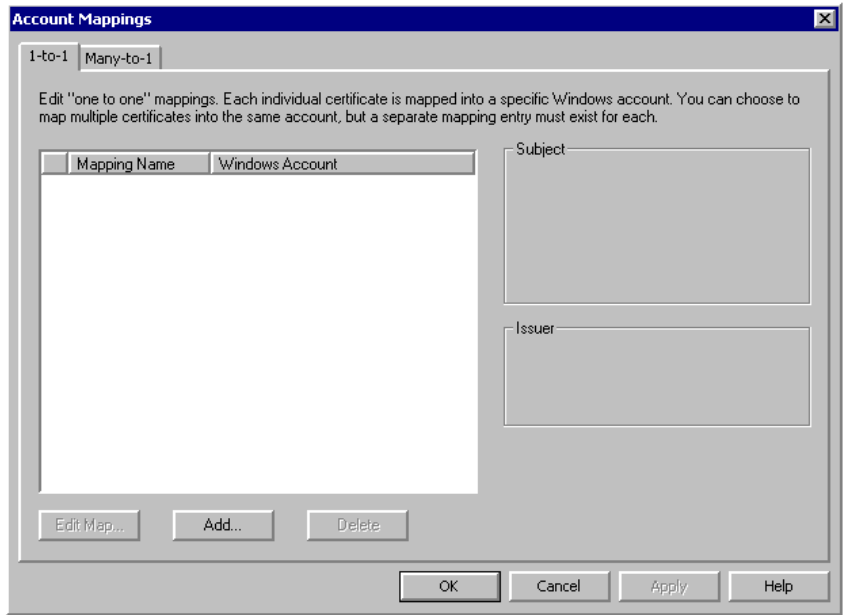 Account Mappings
1-to-1 Many-to-1
Edit "one to one" mappings. Each individual certificate is mapped into a specific Windows account. You can choose to
map multiple certificates into the same account, but a separate mapping entry must exist for each.
Mapping Name Windows Account
Subject
Issuer
Edit Map... Add... Delete
OK Cancel Apply Help